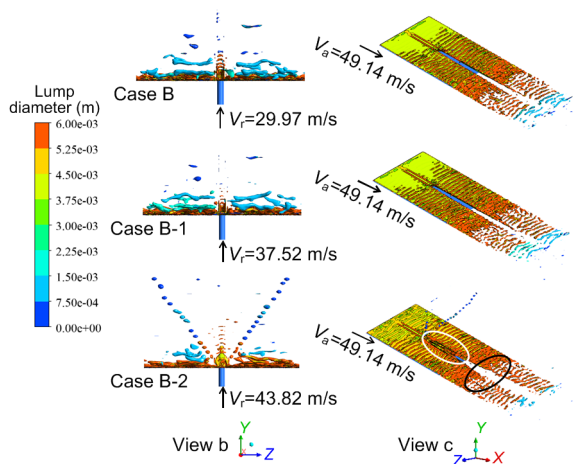 Lump
diameter (m)
6.00e-03
5.25e-03
4.50e-03
3.75e-03
3.00e-03
2.25e-03
1.50e-03
7.50e-04
0.00e+00
Case B
Vr=29.97 m/s
Va=49.14 m/s
Case B-1
Vr=37.52 m/s
Va=49.14 m/s
Case B-2
Vr=43.82 m/s
Va=49.14 m/s
View b
Y
X
Z
View c
Y
Z
X